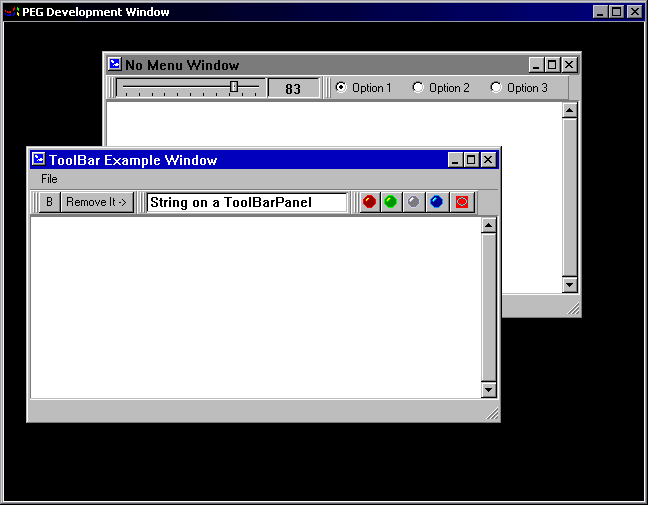 PEG Development Window
No Menu Window
83 Option 1 Option 2 Option 3
ToolBar Example Window
File
B Remove It -> String on a ToolBarPanel